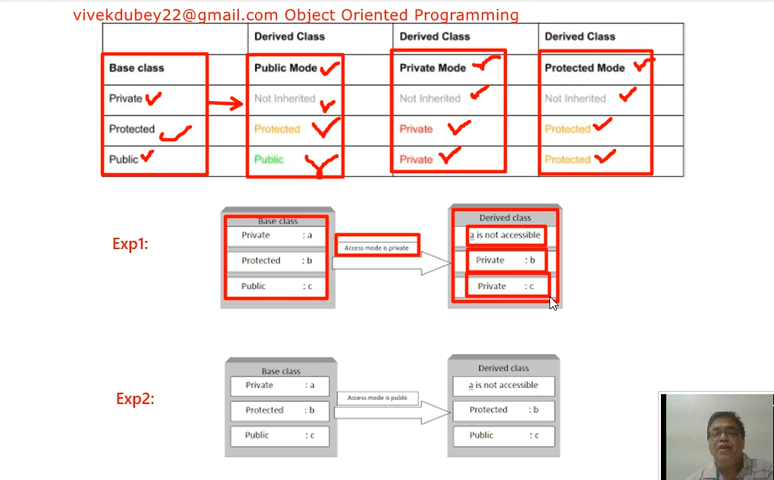 vivekdubey22@gmail.com Object Oriented Programming
Derived Class Derived Class Derived Class
Base class Public Mode Private Mode Protected Mode
Private Not Inherited Not Inherited Not Inherited
Protected Protected Private Protected
Public Public Private Protected
Exp1:
Base class
Private : a
Protected : b
Public : c
Access mode is private
Derived class
a is not accessible
Private : b
Private : c
Exp2:
Base class
Private : a
Protected : b
Public : c
Access mode is public
Derived class
a is not accessible
Protected : b
Public : c